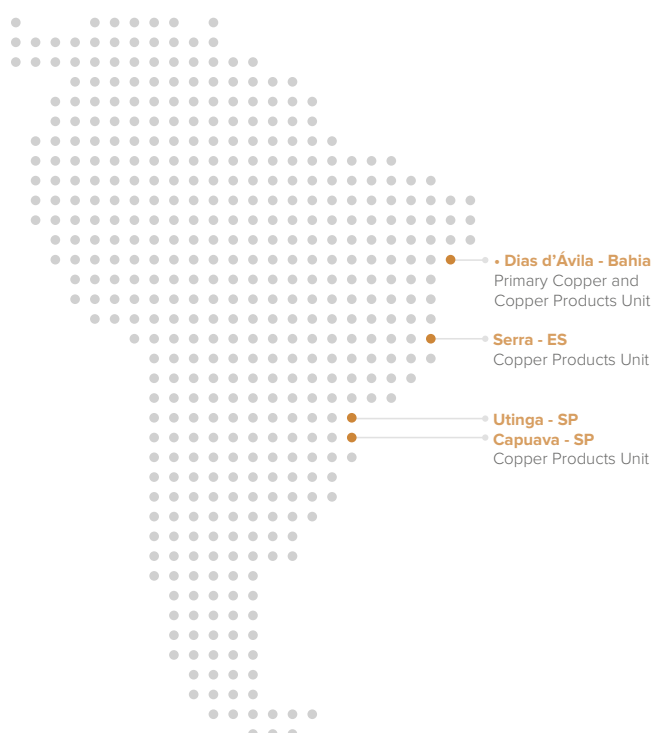 • Dias d’Ávila - Bahia
Primary Copper and
Copper Products Unit
Serra - ES
Copper Products Unit
Utinga - SP
Capuava - SP
Copper Products Unit